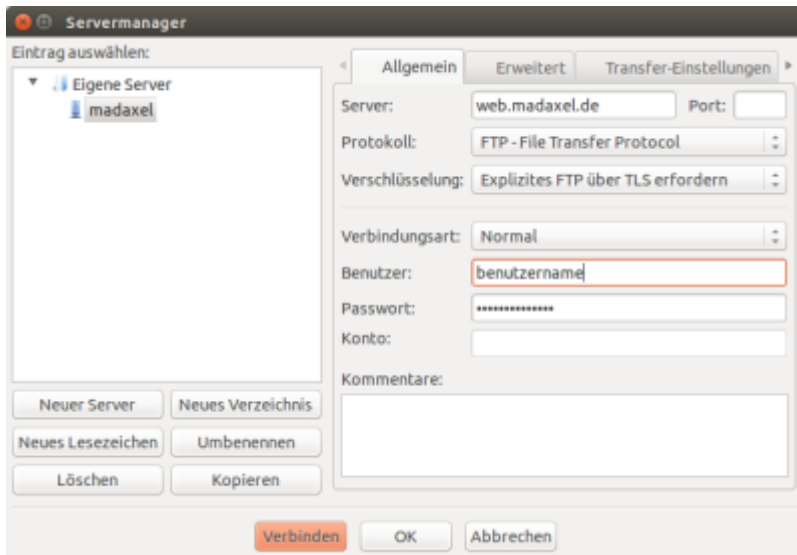 Servermanager
Eintrag auswählen:
Eigene Server
madaxel
Neuer Server
Neues Verzeichnis
Neues Lesezeichen
Umbenennen
Löschen
Kopieren
Allgemein
Erweitert
Transfer-Einstellungen
Server: web.madaxel.de Port:
Protokoll: FTP - File Transfer Protocol
Verschlüsselung: Explizites FTP über TLS erfordern
Verbindungsart: Normal
Benutzer: benutzername
Passwort: ••••••••••••••
Konto:
Kommentare:
Verbinden
OK
Abbrechen